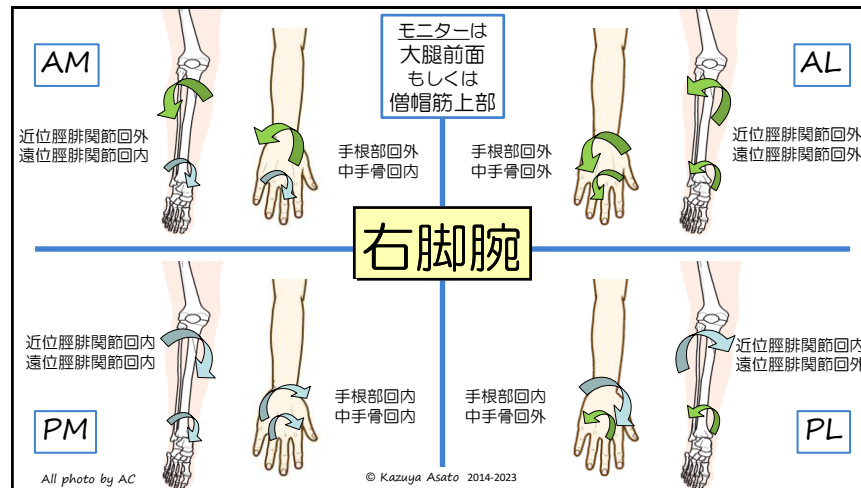 AM
モニターは
大腿前面
もしくは
僧帽筋上部
AL
近位脛腓関節回外
遠位脛腓関節回内
手根部回外
中手骨回内
手根部回外
中手骨回外
近位脛腓関節回外
遠位脛腓関節回外
右脚腕
近位脛腓関節回内
遠位脛腓関節回内
手根部回内
中手骨回内
手根部回内
中手骨回外
近位脛腓関節回内
遠位脛腓関節回外
PM
PL
All photo by AC
© Kazuya Asato 2014-2023